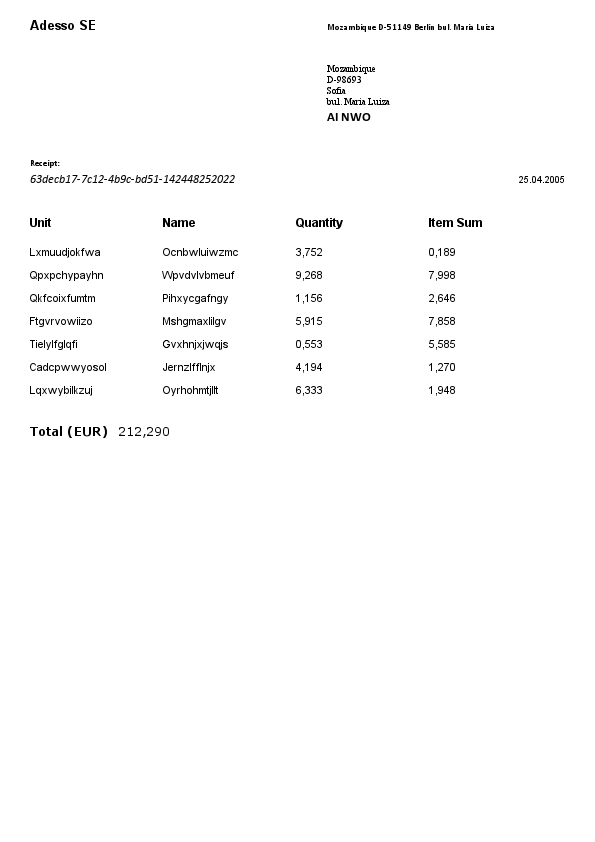 Adesso SE
Mozambique D-51149 Berlin bul. Maria Luiza
Mozambique
D-98693
Sofia
bul. Maria Luiza
AI NWO
Receipt:
63decb17-7c12-4b9c-bd51-142448252022 25.04.2005
Unit Name Quantity Item Sum
Lxmuudjokfwa Ocnbwluiwzmc 3,752 0,189
Qpxpchypayhn Wpvdvlvbmeuf 9,268 7,998
Qkfcoixfumtm Pihxycgafngy 1,156 2,646
Ftgvrvowiizo Mshgmaxlilgv 5,915 7,858
Tielylfglqfi Gvxhnjxjwqjs 0,553 5,585
Cadcpwwyosol Jernzlfflnjx 4,194 1,270
Lqxwybilkzuj Oyrhohmtjllt 6,333 1,948
Total (EUR) 212,290